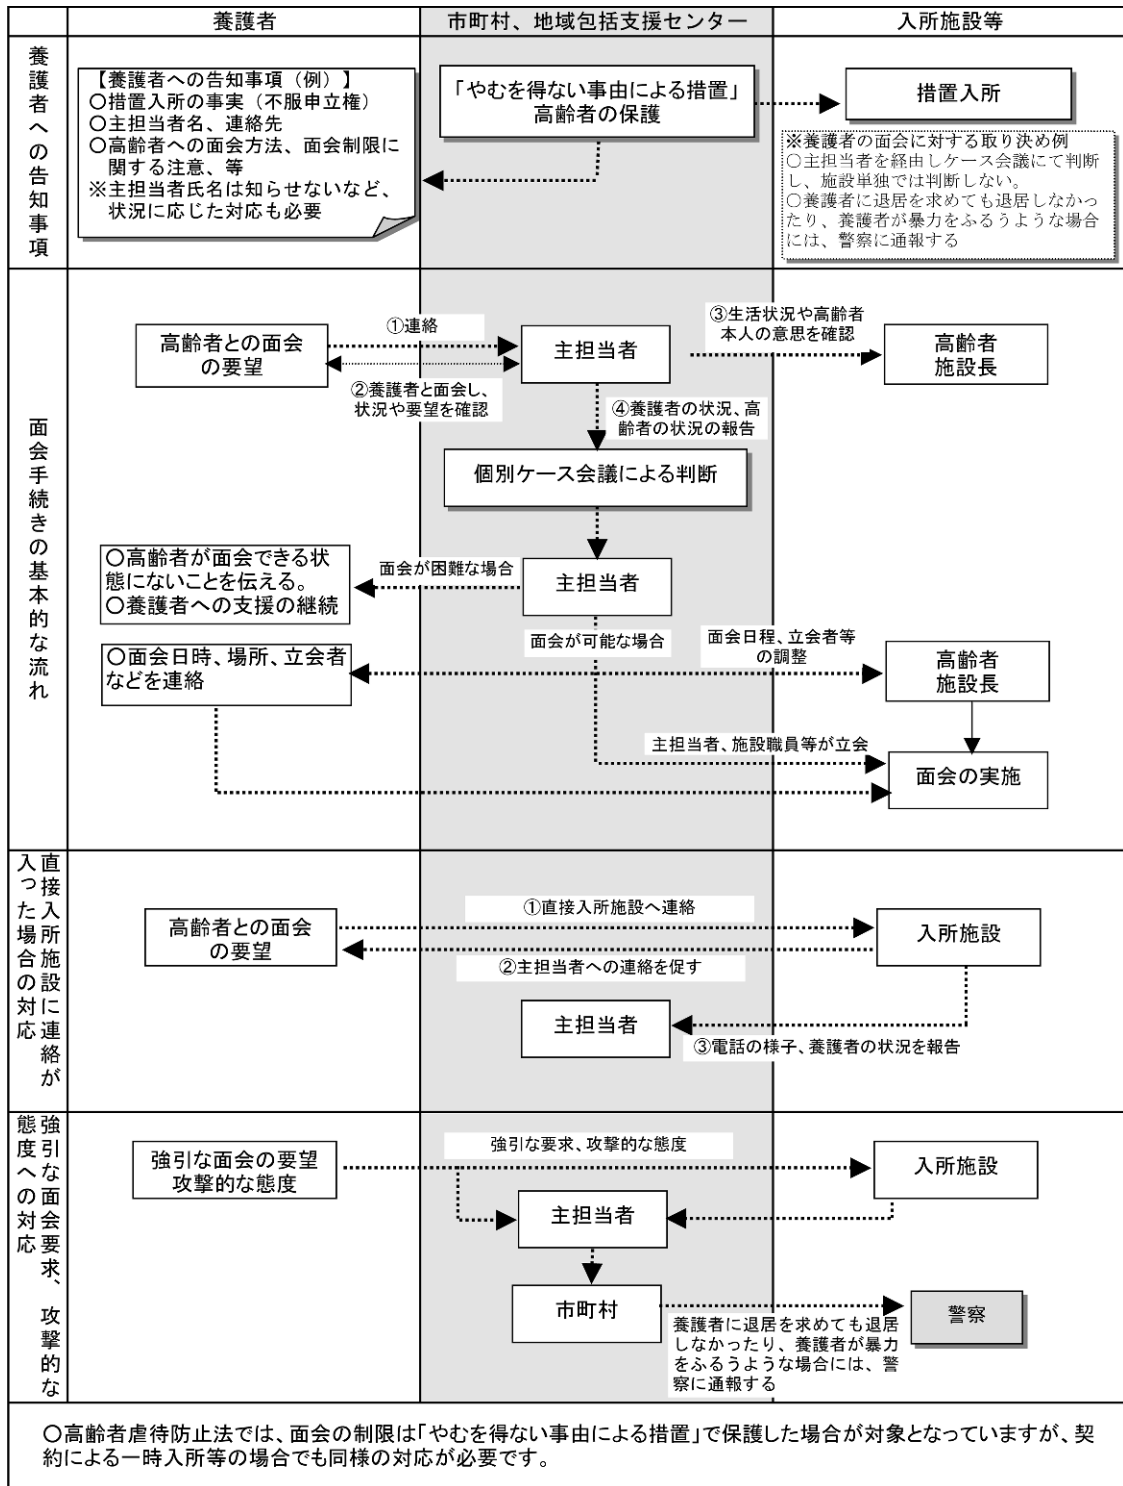 養護者
市町村、地域包括支援センター
入所施設等
養護者への告知事項
【養護者への告知事項(例)】
○措置入所の事実(不服申立権)
○主担当者名、連絡先
○高齢者への面会方法、面会制限に
関する注意、等
※主担当者氏名は知らせないなど、
状況に応じた対応も必要
「やむを得ない事由による措置」
高齢者の保護
措置入所
※養護者の面会に対する取り決め例
○主担当者を経由しケース会議にて判断
し、施設単独では判断しない。
○養護者に退居を求めても退居しなかっ
たり、養護者が暴力をふるうような場合
には、警察に通報する
面会手続きの基本的な流れ
高齢者との面会
の要望
①連絡
②養護者と面会し、
状況や要望を確認
主担当者
③生活状況や高齢者
本人の意思を確認
高齢者
施設長
④養護者の状況、高
齢者の状況の報告
個別ケース会議による判断
○高齢者が面会できる状
態にないことを伝える。
○養護者への支援の継続
面会が困難な場合
主担当者
面会が可能な場合
○面会日時、場所、立会者
などを連絡
面会日程、立会者等
の調整
高齢者
施設長
主担当者、施設職員等が立会
面会の実施
直接入所施設に連絡が
入った場合の対応
高齢者との面会
の要望
①直接入所施設へ連絡
②主担当者への連絡を促す
入所施設
主担当者
③電話の様子、養護者の状況を報告
強引な面会要求、攻撃的な
態度への対応
強引な面会の要望
攻撃的な態度
強引な要求、攻撃的な態度
入所施設
主担当者
市町村
警察
養護者に退居を求めても退居
しなかったり、養護者が暴力
をふるうような場合には、警
察に通報する
○高齢者虐待防止法では、面会の制限は「やむを得ない事由による措置」で保護した場合が対象となっていますが、契
約による一時入所等の場合でも同様の対応が必要です。